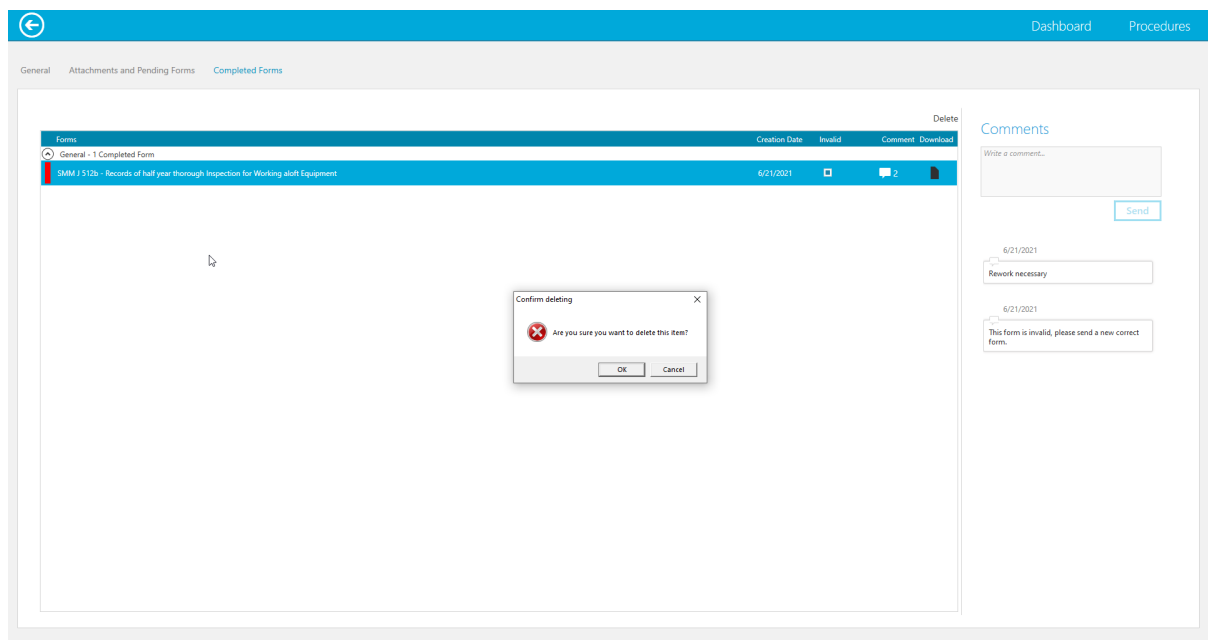 Dashboard Procedures
General Attachments and Pending Forms Completed Forms
Delete
Forms Creation Date Invalid Comment Download
General - 1 Completed Form
SMM J 512b - Records of half year thorough Inspection for Working aloft Equipment 6/21/2021 2
Confirm deleting
Are you sure you want to delete this item?
OK Cancel
Comments
Write a comment...
Send
6/21/2021
Rework necessary
6/21/2021
This form is invalid, please send a new correct
form.